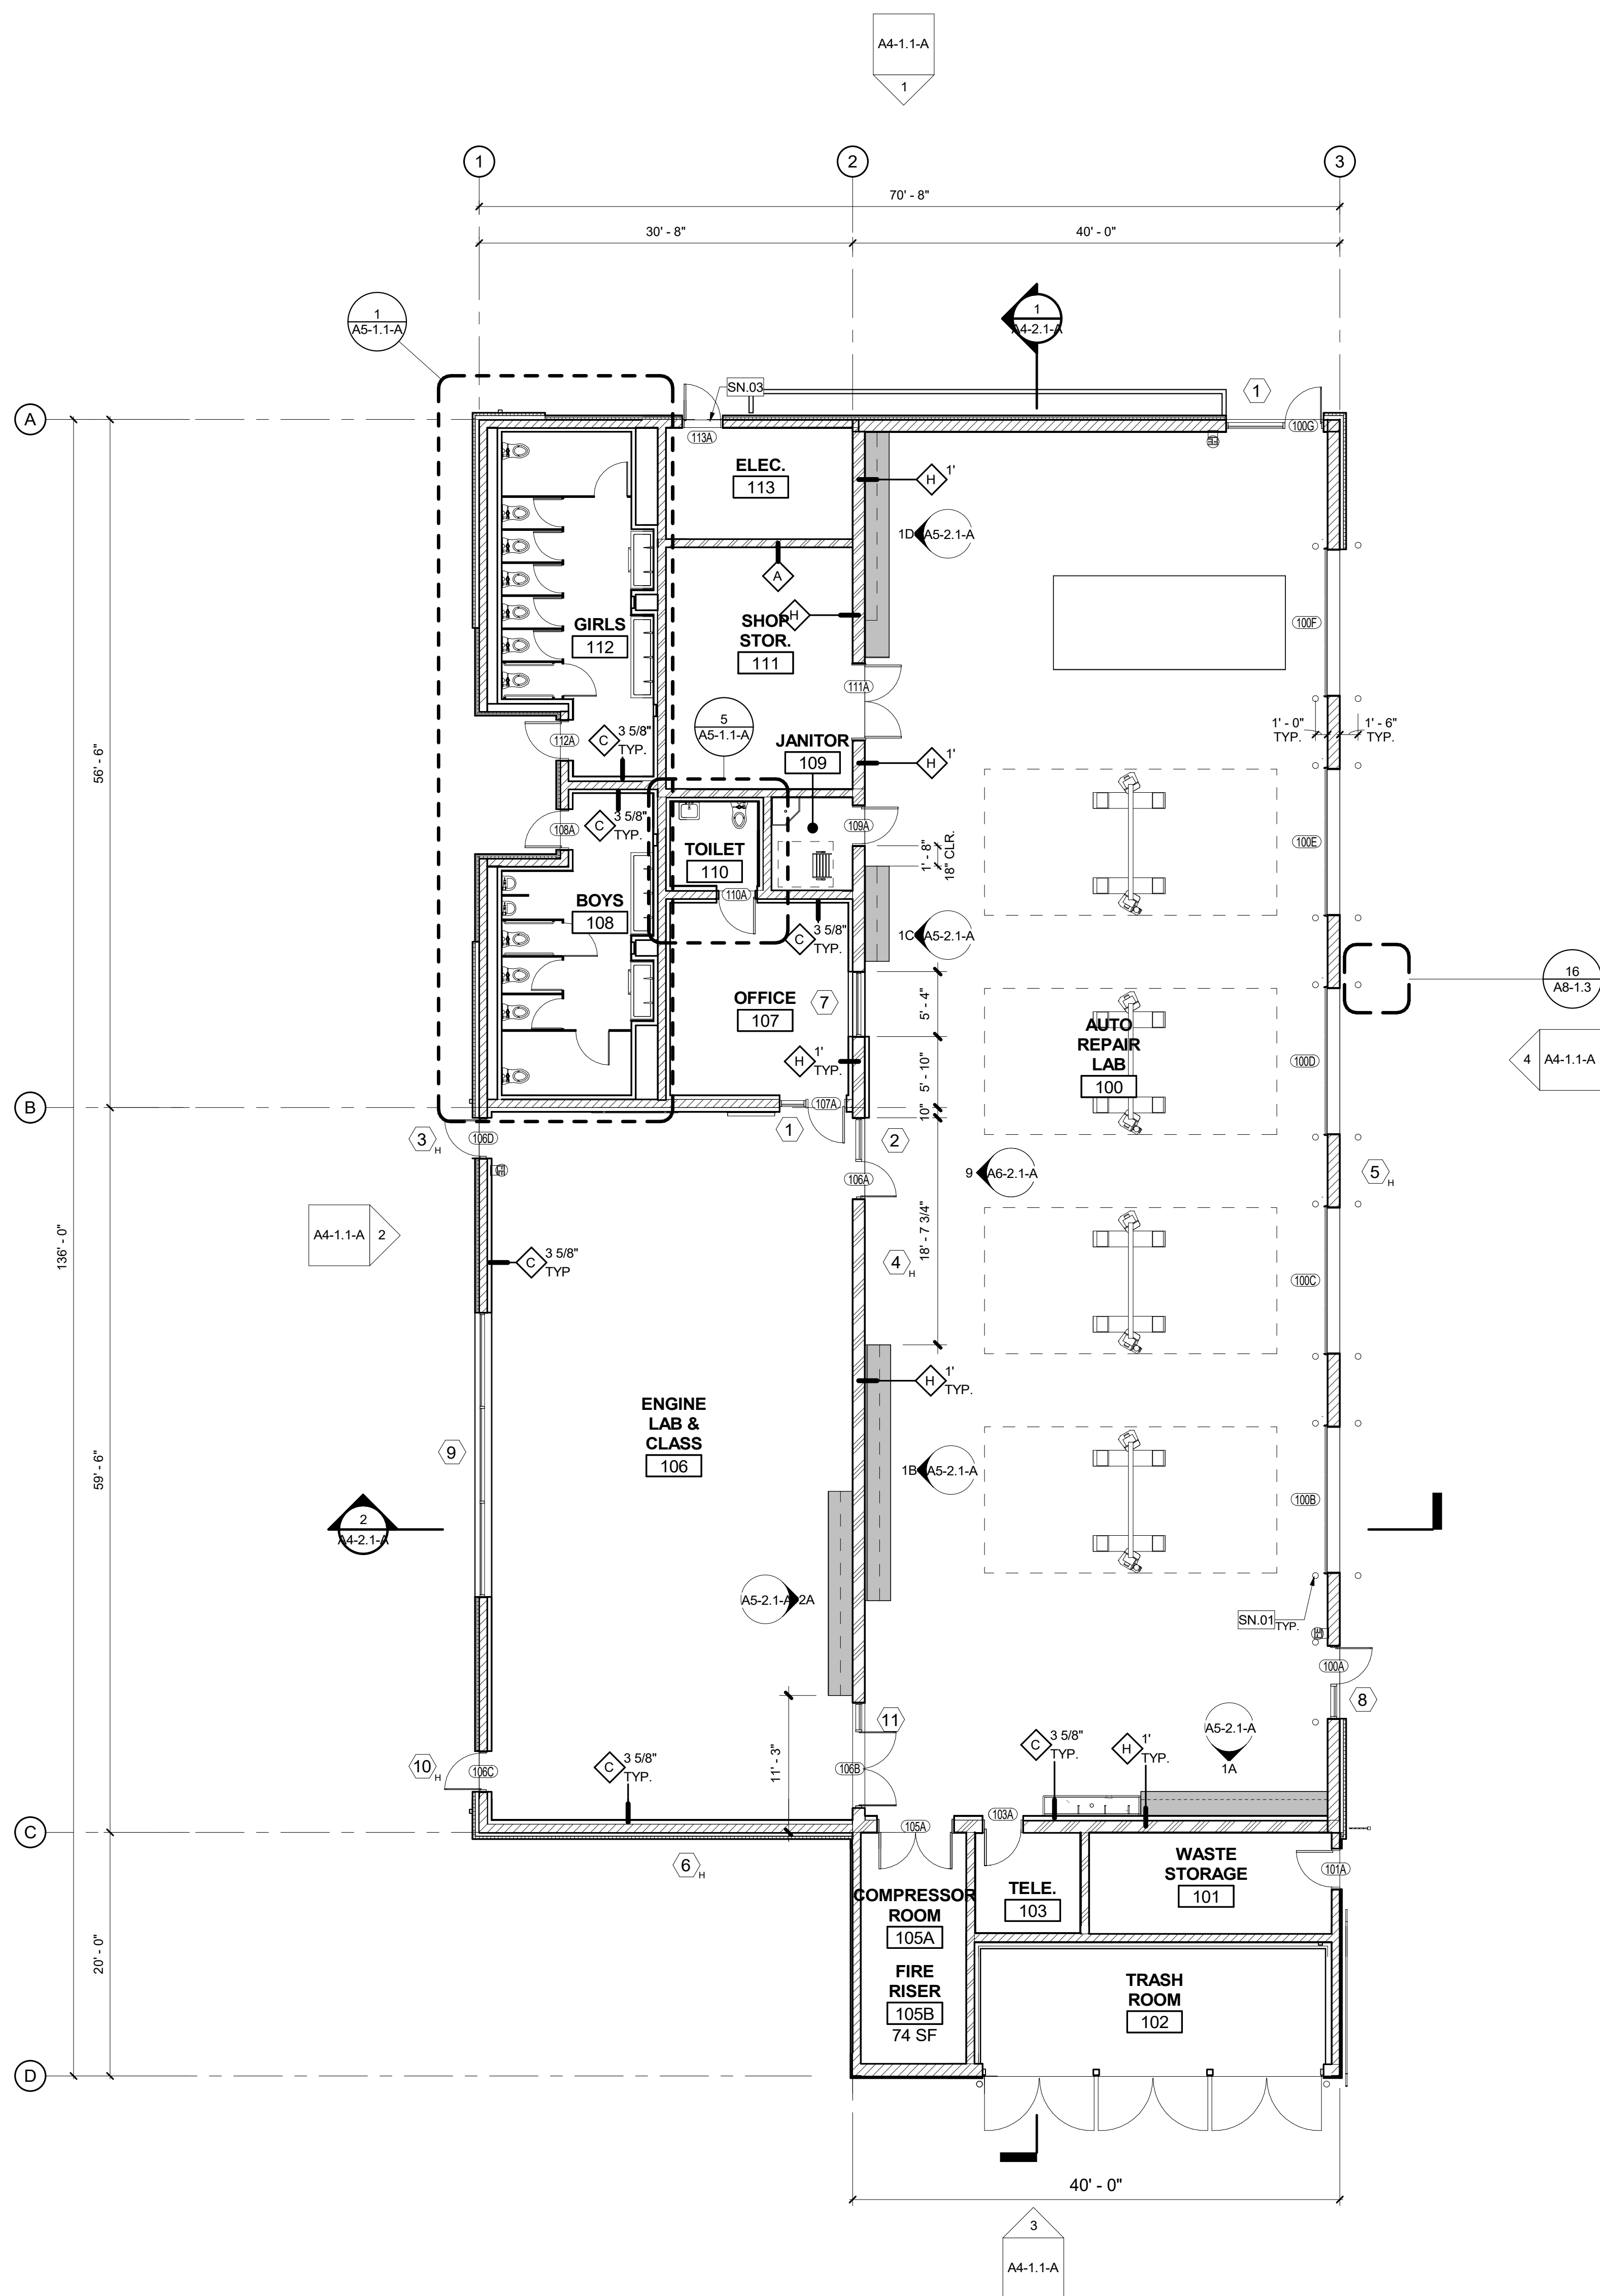 A4-1.1-A
1
1
2
3
70' - 8"
30' - 8"
40' - 0"
1
A5-1.1-A
1
A4-2.1-A
SN.03
1
A
113A
100G
ELEC.
113
H
1'
1D
A5-2.1-A
A
100F
GIRLS
112
H
SHOP
STOR.
111
111A
5
A5-1.1-A
1' - 0"
TYP.
1' - 6"
TYP.
112A
C
3 5/8"
TYP.
JANITOR
109
H
1'
56' - 6"
108A
C
3 5/8"
TYP.
109A
100E
TOILET
110
1' - 8"
18" CLR.
110A
BOYS
108
C
3 5/8"
TYP.
1C
A5-2.1-A
16
A8-1.3
OFFICE
107
7
5' - 4"
AUTO
REPAIR
LAB
100
H
1'
TYP.
100D
4
A4-1.1-A
5' - 10"
10"
B
107A
3
H
106D
1
2
106A
9
A6-2.1-A
5
H
A4-1.1-A
2
136' - 0"
18' - 7 3/4"
C
3 5/8"
TYP
4
H
100C
H
1'
TYP.
ENGINE
LAB &
CLASS
106
9
59' - 6"
1B
A5-2.1-A
100B
2
A4-2.1-A
A5-2.1-A
2A
SN.01
TYP.
100A
8
11
A5-2.1-A
1A
C
3 5/8"
TYP.
H
1'
TYP.
10
H
106C
C
3 5/8"
TYP.
11' - 3"
106B
C
105A
103A
6
H
WASTE
STORAGE
101
101A
COMPRESSOR
ROOM
105A
TELE.
103
20' - 0"
FIRE
RISER
105B
74 SF
TRASH
ROOM
102
D
40' - 0"
3
A4-1.1-A